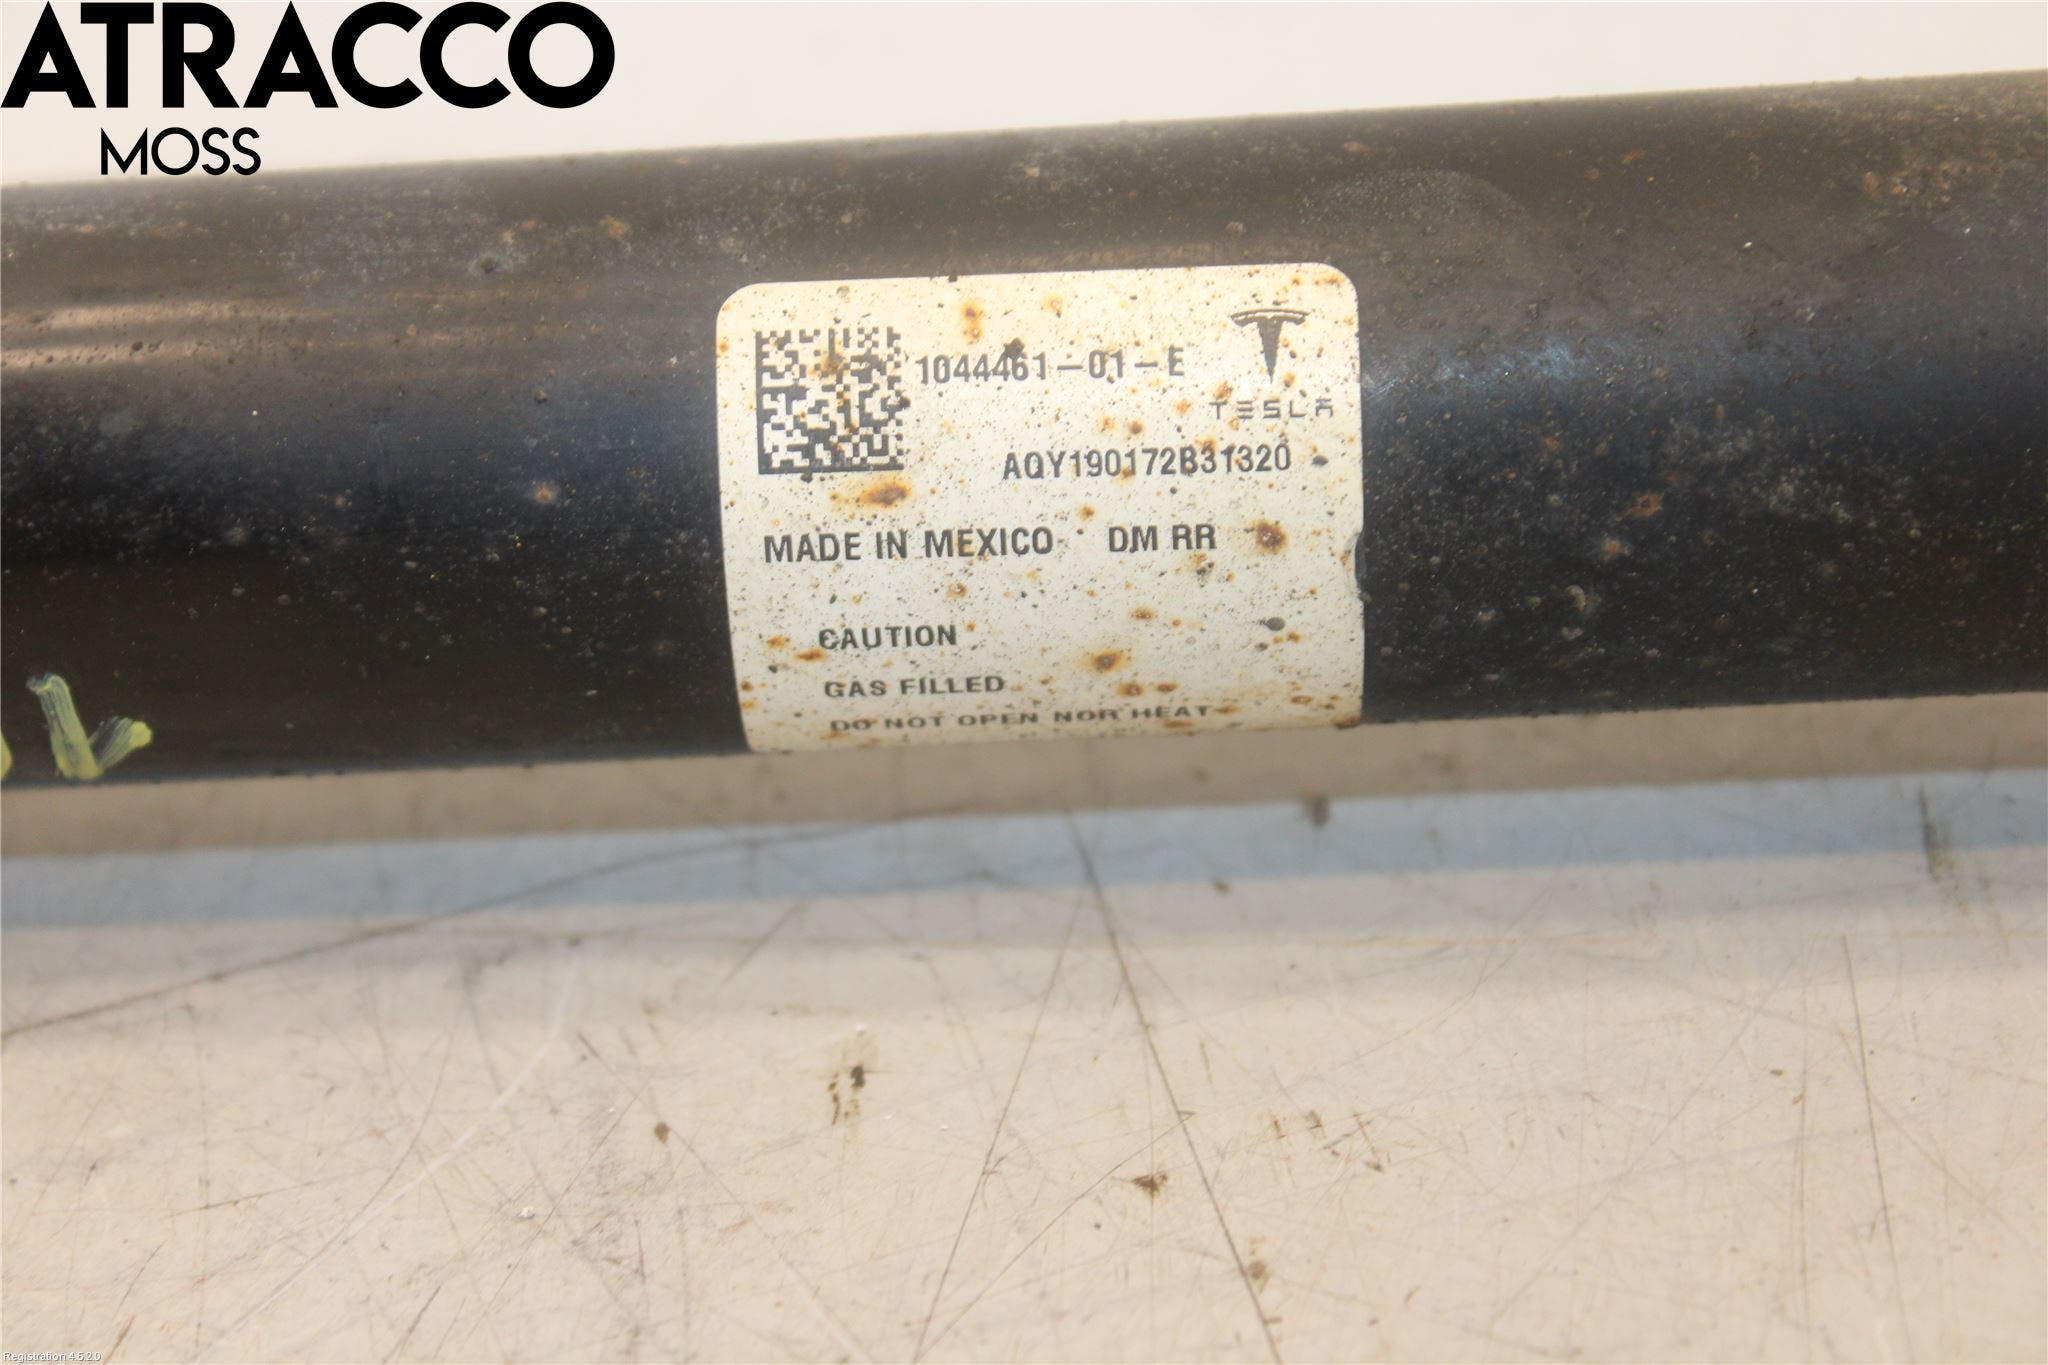 ATRACCO
MOSS
1044461-01-E
TESLA
AQY190172B31320
MADE IN MEXICO DM RR
CAUTION
GAS FILLED
DO NOT OPEN NOR HEAT
Registration 4.5.2.0